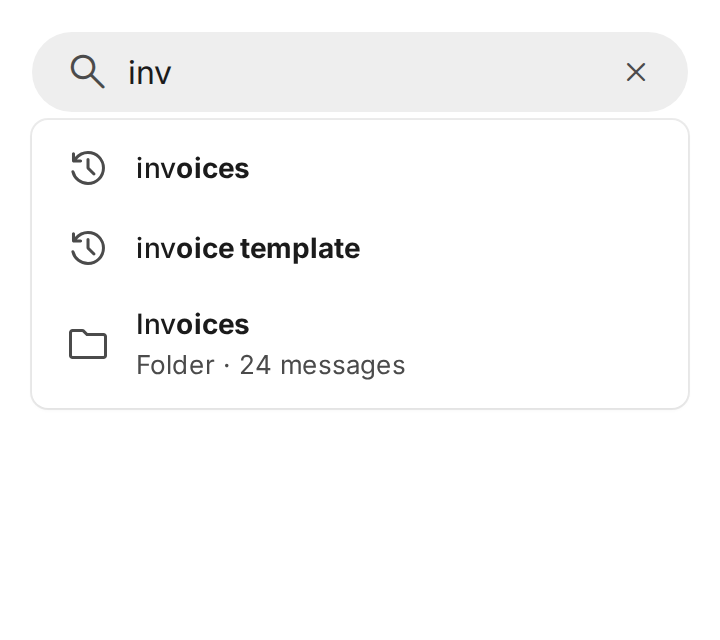 inv
invoices
invoice template
Invoices
Folder · 24 messages